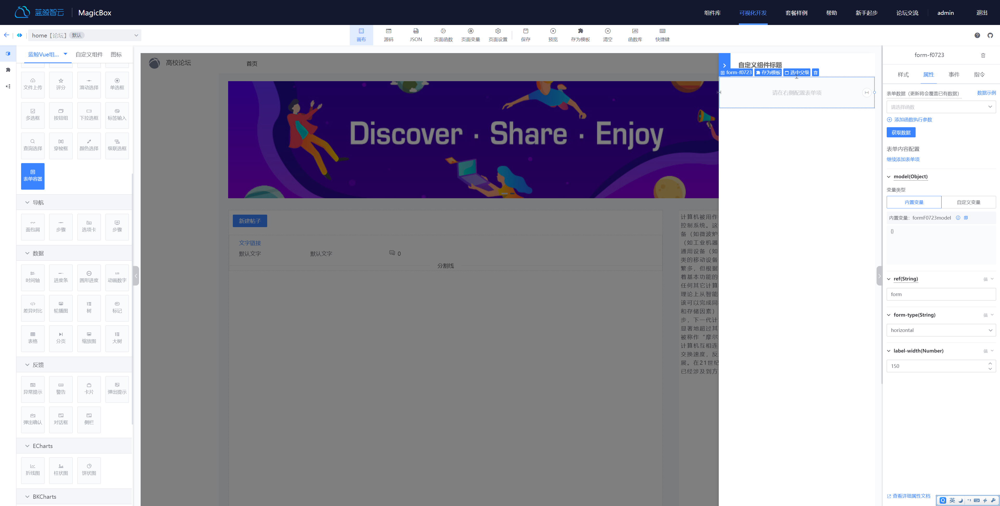 蓝鲸智云 MagicBox
组件库 可视化开发 套餐样例 帮助 新手起步 论坛交流 admin 退出
home【论坛】 默认
画布 源码 JSON 页面函数 页面变量 页面设置 保存 预览 存为模板 清空 函数库 快捷键
蓝鲸Vue组... 自定义组件 图标
文件上传 评分 滑动选择 单选框
多选框 按钮组 下拉选框 标签输入
查询选择 穿梭框 颜色选择 级联选框
表单容器
导航
面包屑 步骤 选项卡 步骤
数据
时间轴 进度条 圆形进度 动画数字
差异对比 轮播图 树 标记
表格 分页 缩放图 大树
反馈
异常提示 警告 卡片 弹出提示
弹出确认 对话框 侧栏
ECharts
折线图 柱状图 饼状图
BKCharts
高校论坛 首页
Discover · Share · Enjoy
新建帖子
文字链接
默认文字 默认文字 0
分割线
计算机被用作
控制系统。这
备（如微波炉
（如工业机器
通用设备（如
类的移动设备
繁多，但根据
着基本功能的
任何其它计算
理论上从智能
该可以完成同
和存储因素）
步，下一代计
显著地超过其
被称作“摩尔
计算机互相连
交换速度，反
展。在21世纪
已经涉及到方
自定义组件标题
form-f0723 存为模板 选中父级
请在右侧配置表单项
form-f0723
样式 属性 事件 指令
表单数据（更新将会覆盖已有数据） 数据示例
请选择函数
添加函数执行参数
获取数据
表单内容配置
继续添加表单项
model(Object)
变量类型
内置变量 自定义变量
内置变量：formF0723model
{}
ref(String) 值
form
form-type(String) 值
horizontal
label-width(Number) 值
150
查看详细属性文档
英